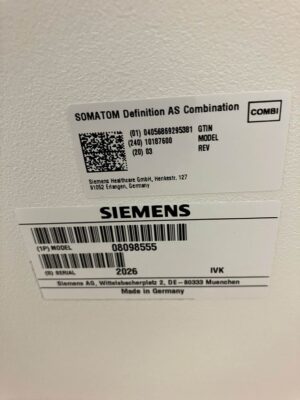 SOMATOM Definition AS Combination
COMBI
(01) 04056869295381 GTIN
(240) 10187600 MODEL
(20) 03 REV
Siemens Healthcare GmbH, Henkestr. 127
91052 Erlangen, Germany
SIEMENS
(1P) MODEL 08098555
(S) SERIAL 2026 IVK
Siemens AG, Wittelsbacherplatz 2, DE-80333 Muenchen
Made in Germany